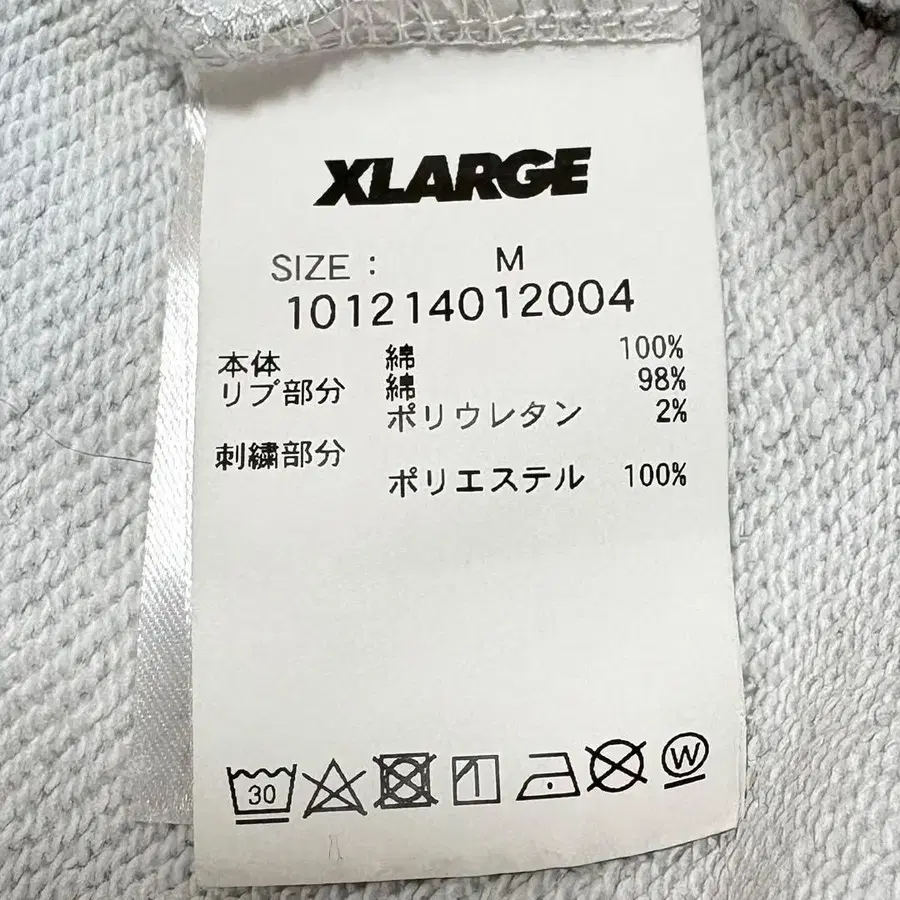 XLARGE
SIZE : M
101214012004
本体 綿 100%
リブ部分 綿 98%
ポリウレタン 2%
刺繍部分
ポリエステル 100%
30
W